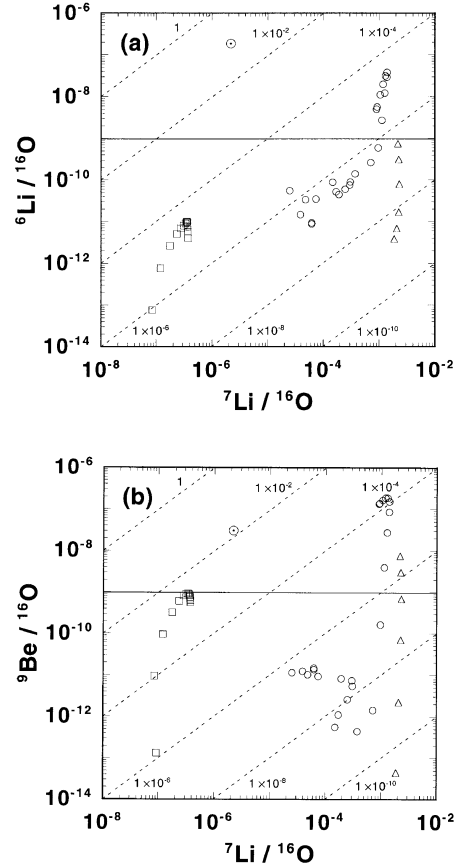 10⁻⁶
(a)
1
1×10⁻²
1×10⁻⁴
10⁻⁸
⁶Li / ¹⁶O
10⁻¹⁰
10⁻¹²
1×10⁻⁶
1×10⁻⁸
1×10⁻¹⁰
10⁻¹⁴
10⁻⁸ 10⁻⁶ 10⁻⁴ 10⁻²
⁷Li / ¹⁶O
10⁻⁶
(b)
1
1×10⁻²
1×10⁻⁴
10⁻⁸
⁹Be / ¹⁶O
10⁻¹⁰
10⁻¹²
1×10⁻⁶
1×10⁻⁸
1×10⁻¹⁰
10⁻¹⁴
10⁻⁸ 10⁻⁶ 10⁻⁴ 10⁻²
⁷Li / ¹⁶O